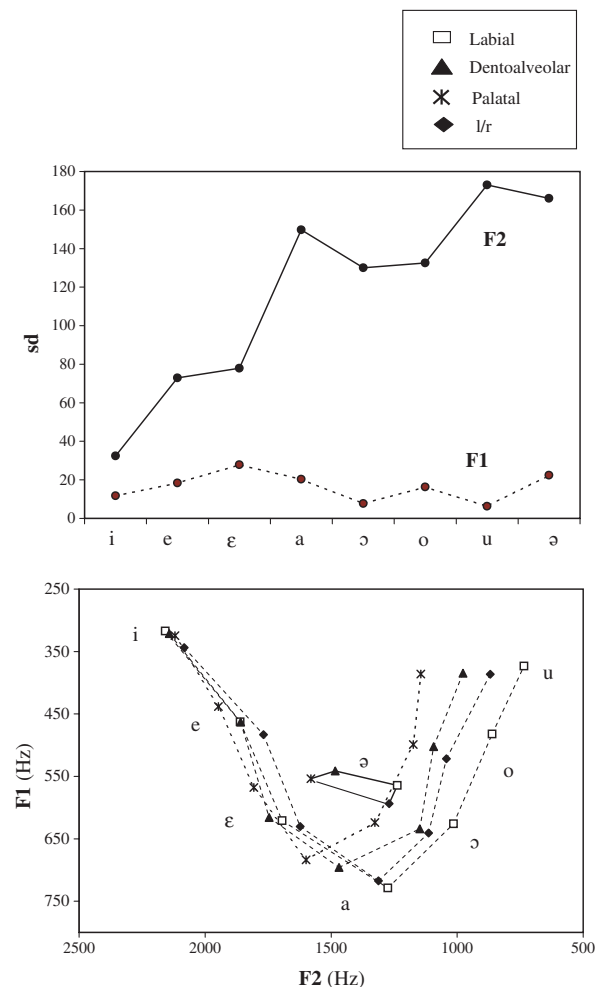 Labial
Dentoalveolar
Palatal
l/r
180
160
140
120
100
80
60
40
20
0
sd
F2
F1
i e ɛ a ɔ o u ə
250
350
450
550
650
750
F1 (Hz)
i
e
ɛ
a
ə
u
o
ɔ
2500 2000 1500 1000 500
F2 (Hz)